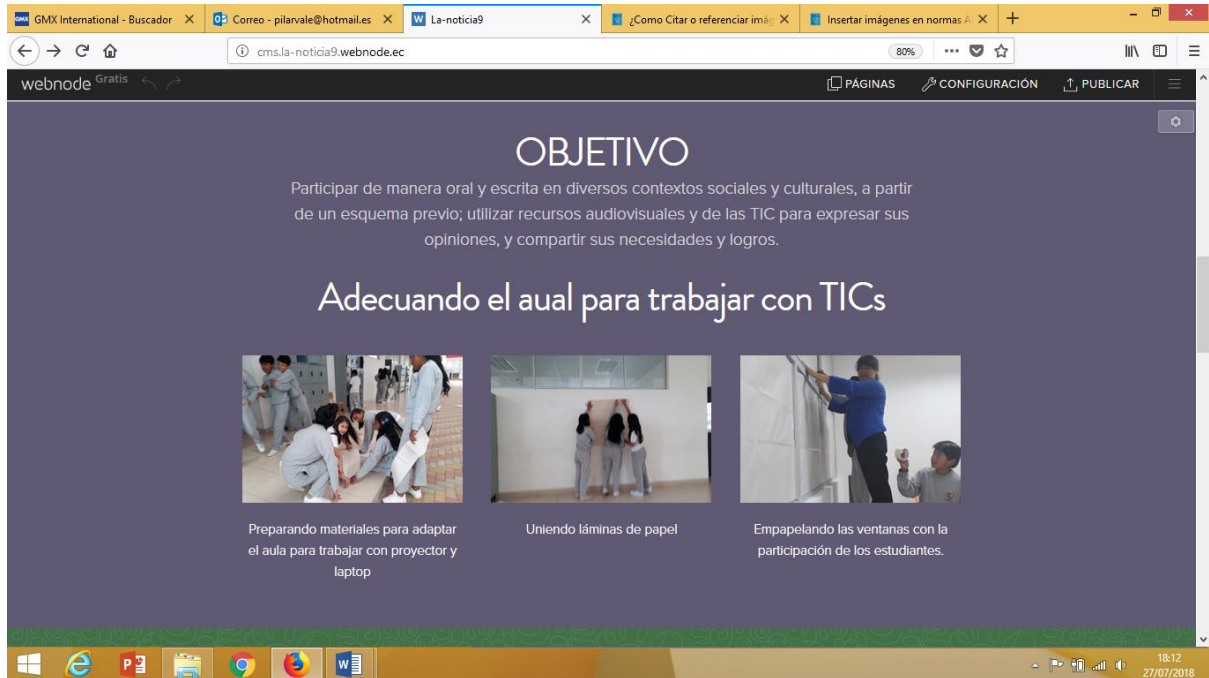 GMX International - Buscador
Correo - pilarvale@hotmail.es
La-noticia9
¿Como Citar o referenciar imág
Insertar imágenes en normas A
cms.la-noticia9.webnode.ec
80%
webnode Gratis
PÁGINAS
CONFIGURACIÓN
PUBLICAR
OBJETIVO
Participar de manera oral y escrita en diversos contextos sociales y culturales, a partir
de un esquema previo; utilizar recursos audiovisuales y de las TIC para expresar sus
opiniones, y compartir sus necesidades y logros.
Adecuando el aual para trabajar con TICs
Preparando materiales para adaptar
el aula para trabajar con proyector y
laptop
Uniendo láminas de papel
Empapelando las ventanas con la
participación de los estudiantes.
18:12
27/07/2018